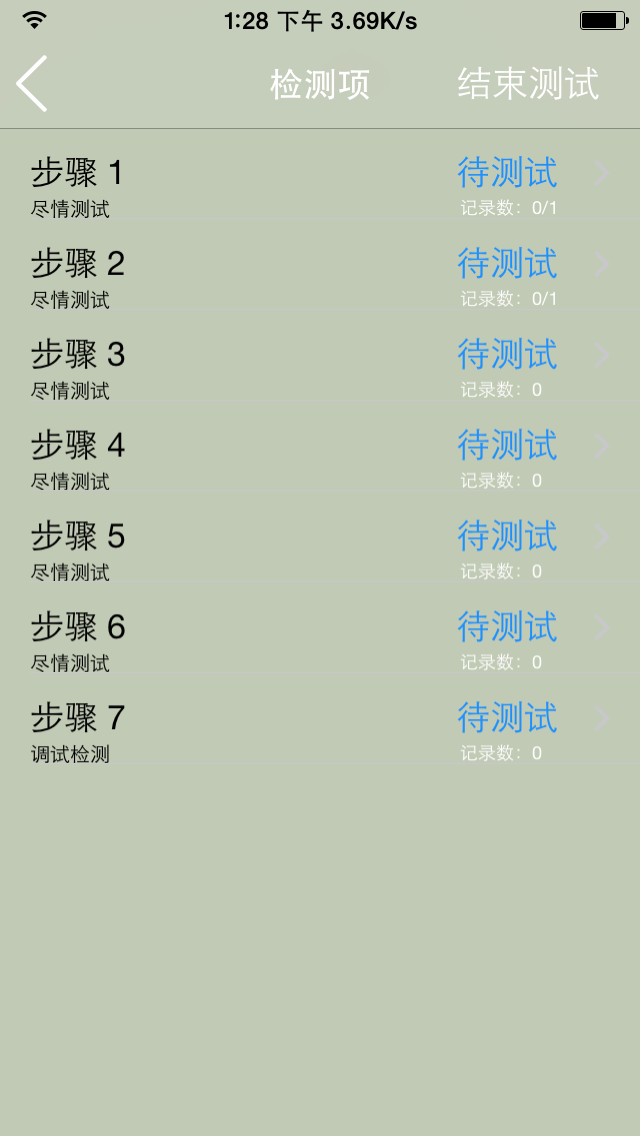 1:28 下午 3.69K/s
检测项 结束测试
步骤 1 待测试
尽情测试 记录数：0/1
步骤 2 待测试
尽情测试 记录数：0/1
步骤 3 待测试
尽情测试 记录数：0
步骤 4 待测试
尽情测试 记录数：0
步骤 5 待测试
尽情测试 记录数：0
步骤 6 待测试
尽情测试 记录数：0
步骤 7 待测试
调试检测 记录数：0